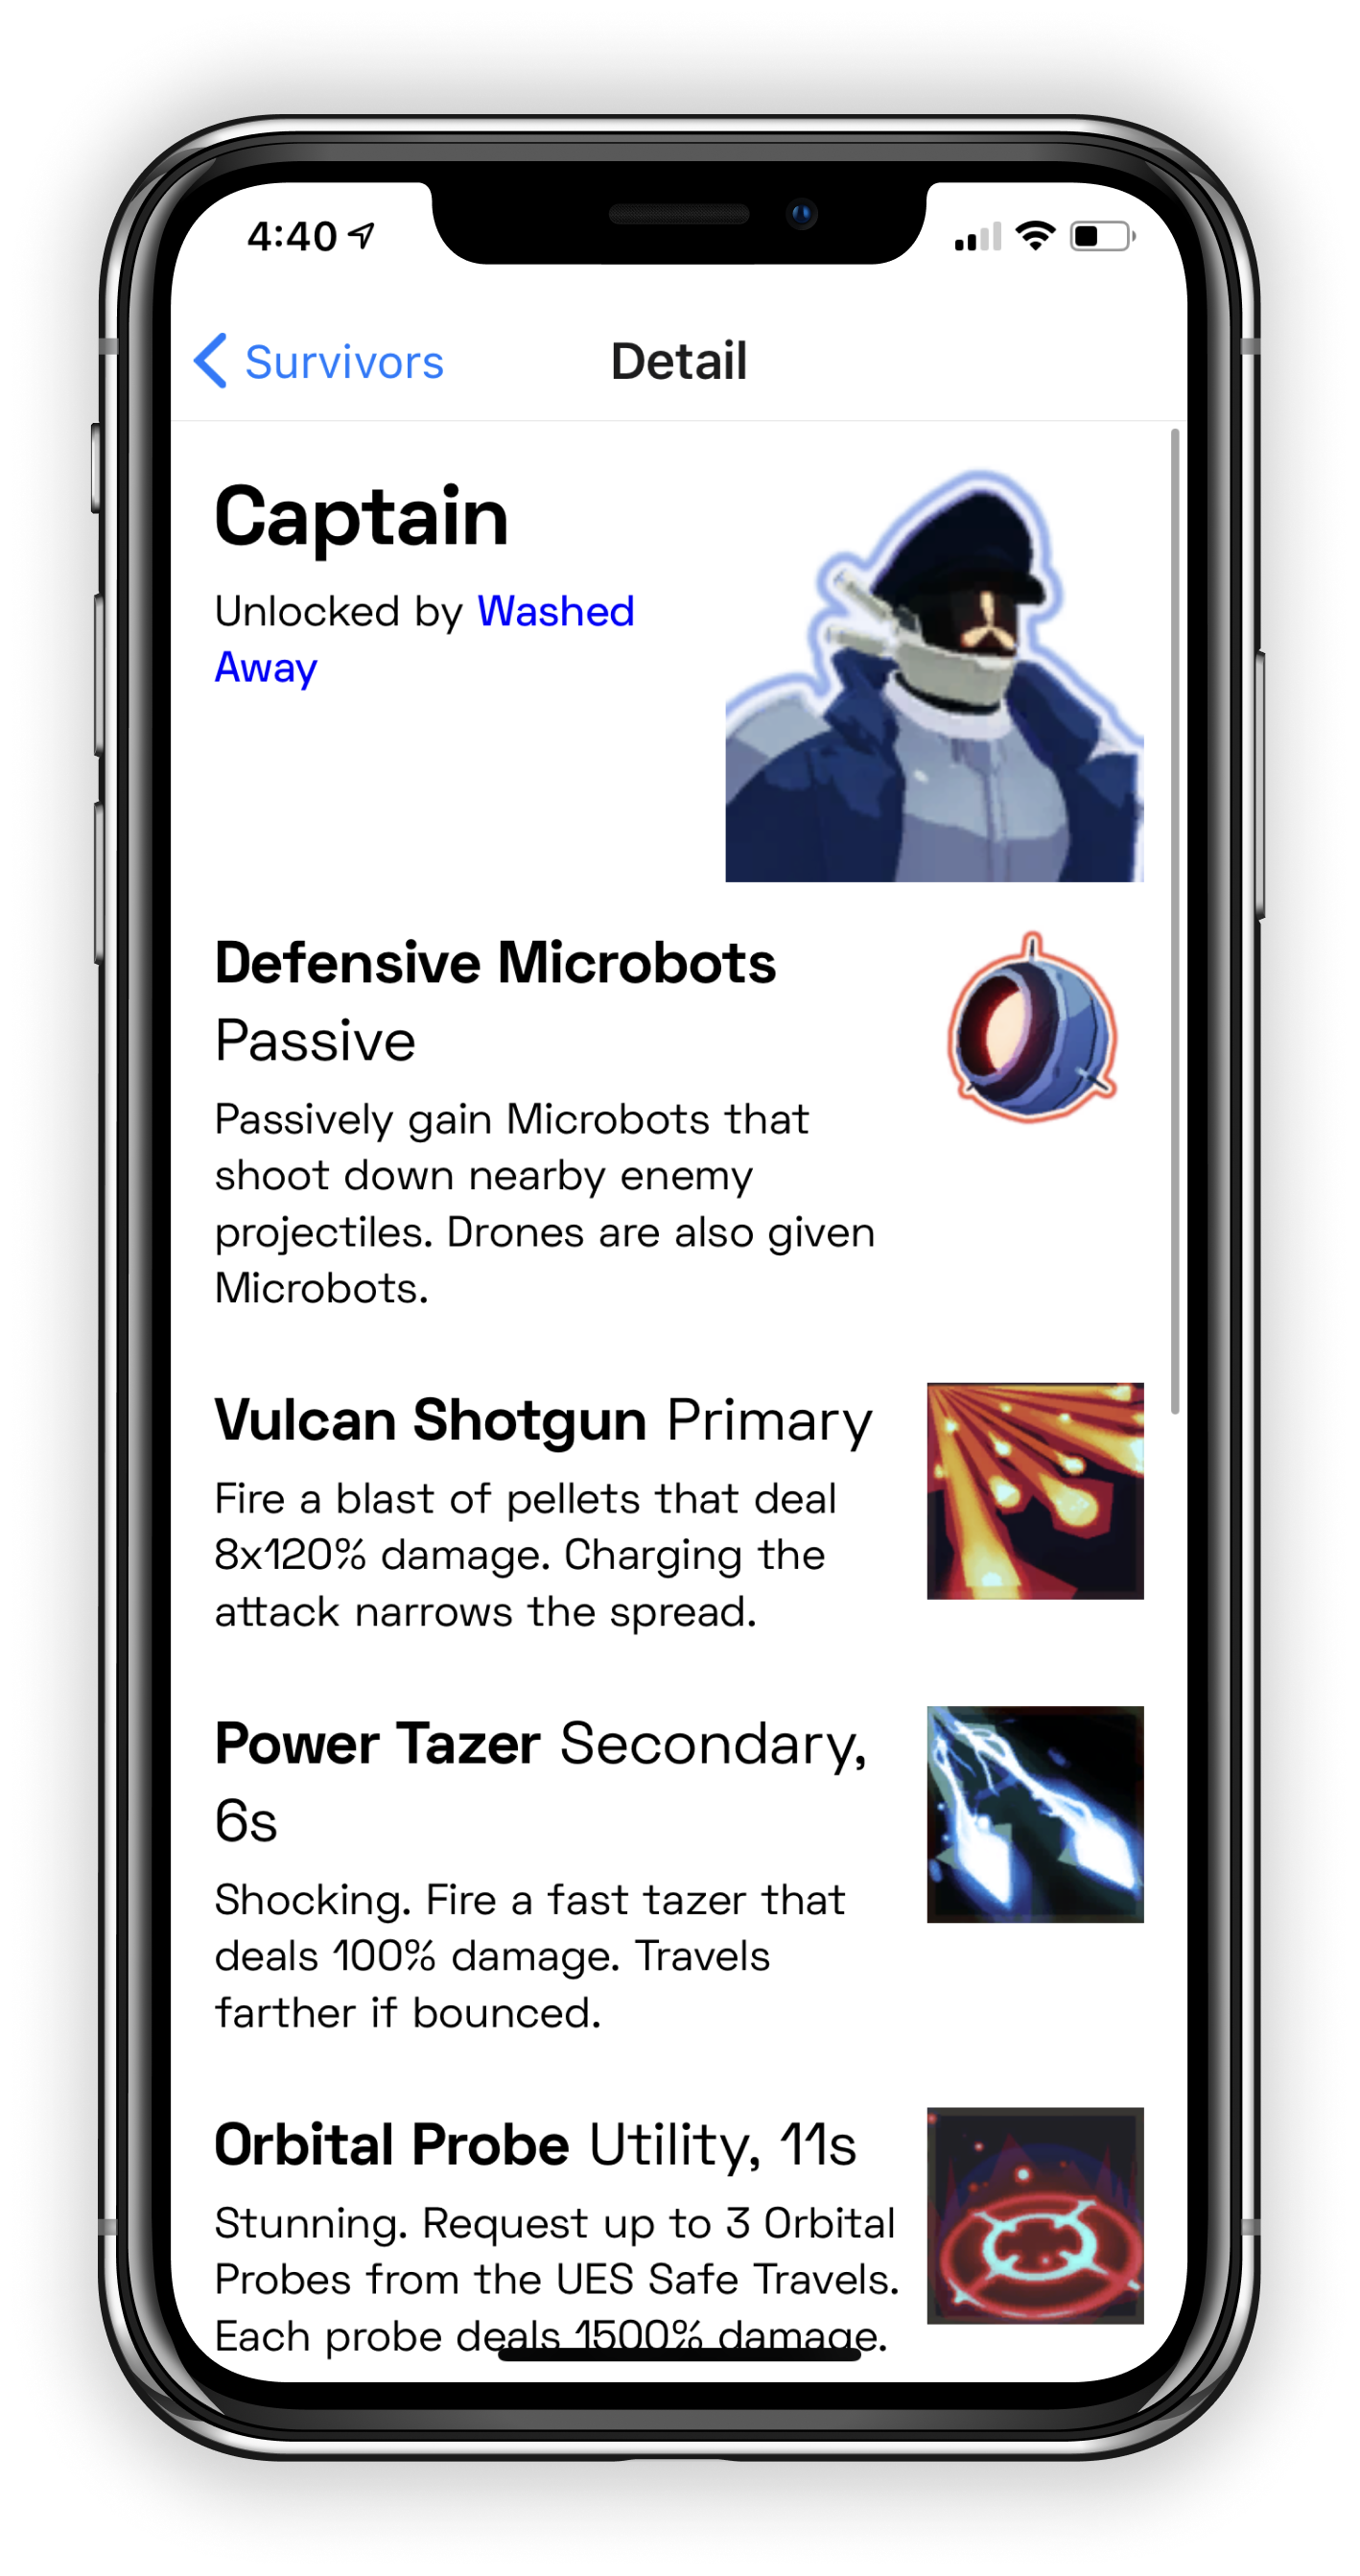 4:40
Survivors
Detail
Captain
Unlocked by Washed
Away
Defensive Microbots
Passive
Passively gain Microbots that
shoot down nearby enemy
projectiles. Drones are also given
Microbots.
Vulcan Shotgun Primary
Fire a blast of pellets that deal
8x120% damage. Charging the
attack narrows the spread.
Power Tazer Secondary,
6s
Shocking. Fire a fast tazer that
deals 100% damage. Travels
farther if bounced.
Orbital Probe Utility, 11s
Stunning. Request up to 3 Orbital
Probes from the UES Safe Travels.
Each probe deals 1500% damage.